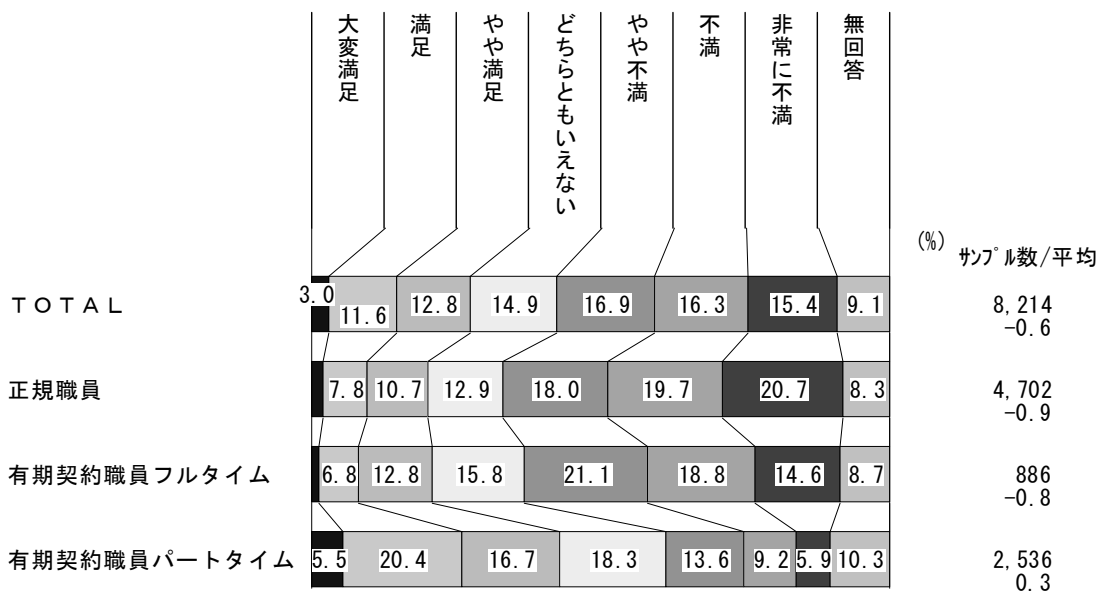 大変満足
満足
やや満足
どちらともいえない
やや不満
不満
非常に不満
無回答
(%)
ｻﾝﾌﾟﾙ数/平均
ＴＯＴＡＬ 3.0 11.6 12.8 14.9 16.9 16.3 15.4 9.1 8,214
-0.6
正規職員 7.8 10.7 12.9 18.0 19.7 20.7 8.3 4,702
-0.9
有期契約職員フルタイム 6.8 12.8 15.8 21.1 18.8 14.6 8.7 886
-0.8
有期契約職員パートタイム 5.5 20.4 16.7 18.3 13.6 9.2 5.9 10.3 2,536
0.3